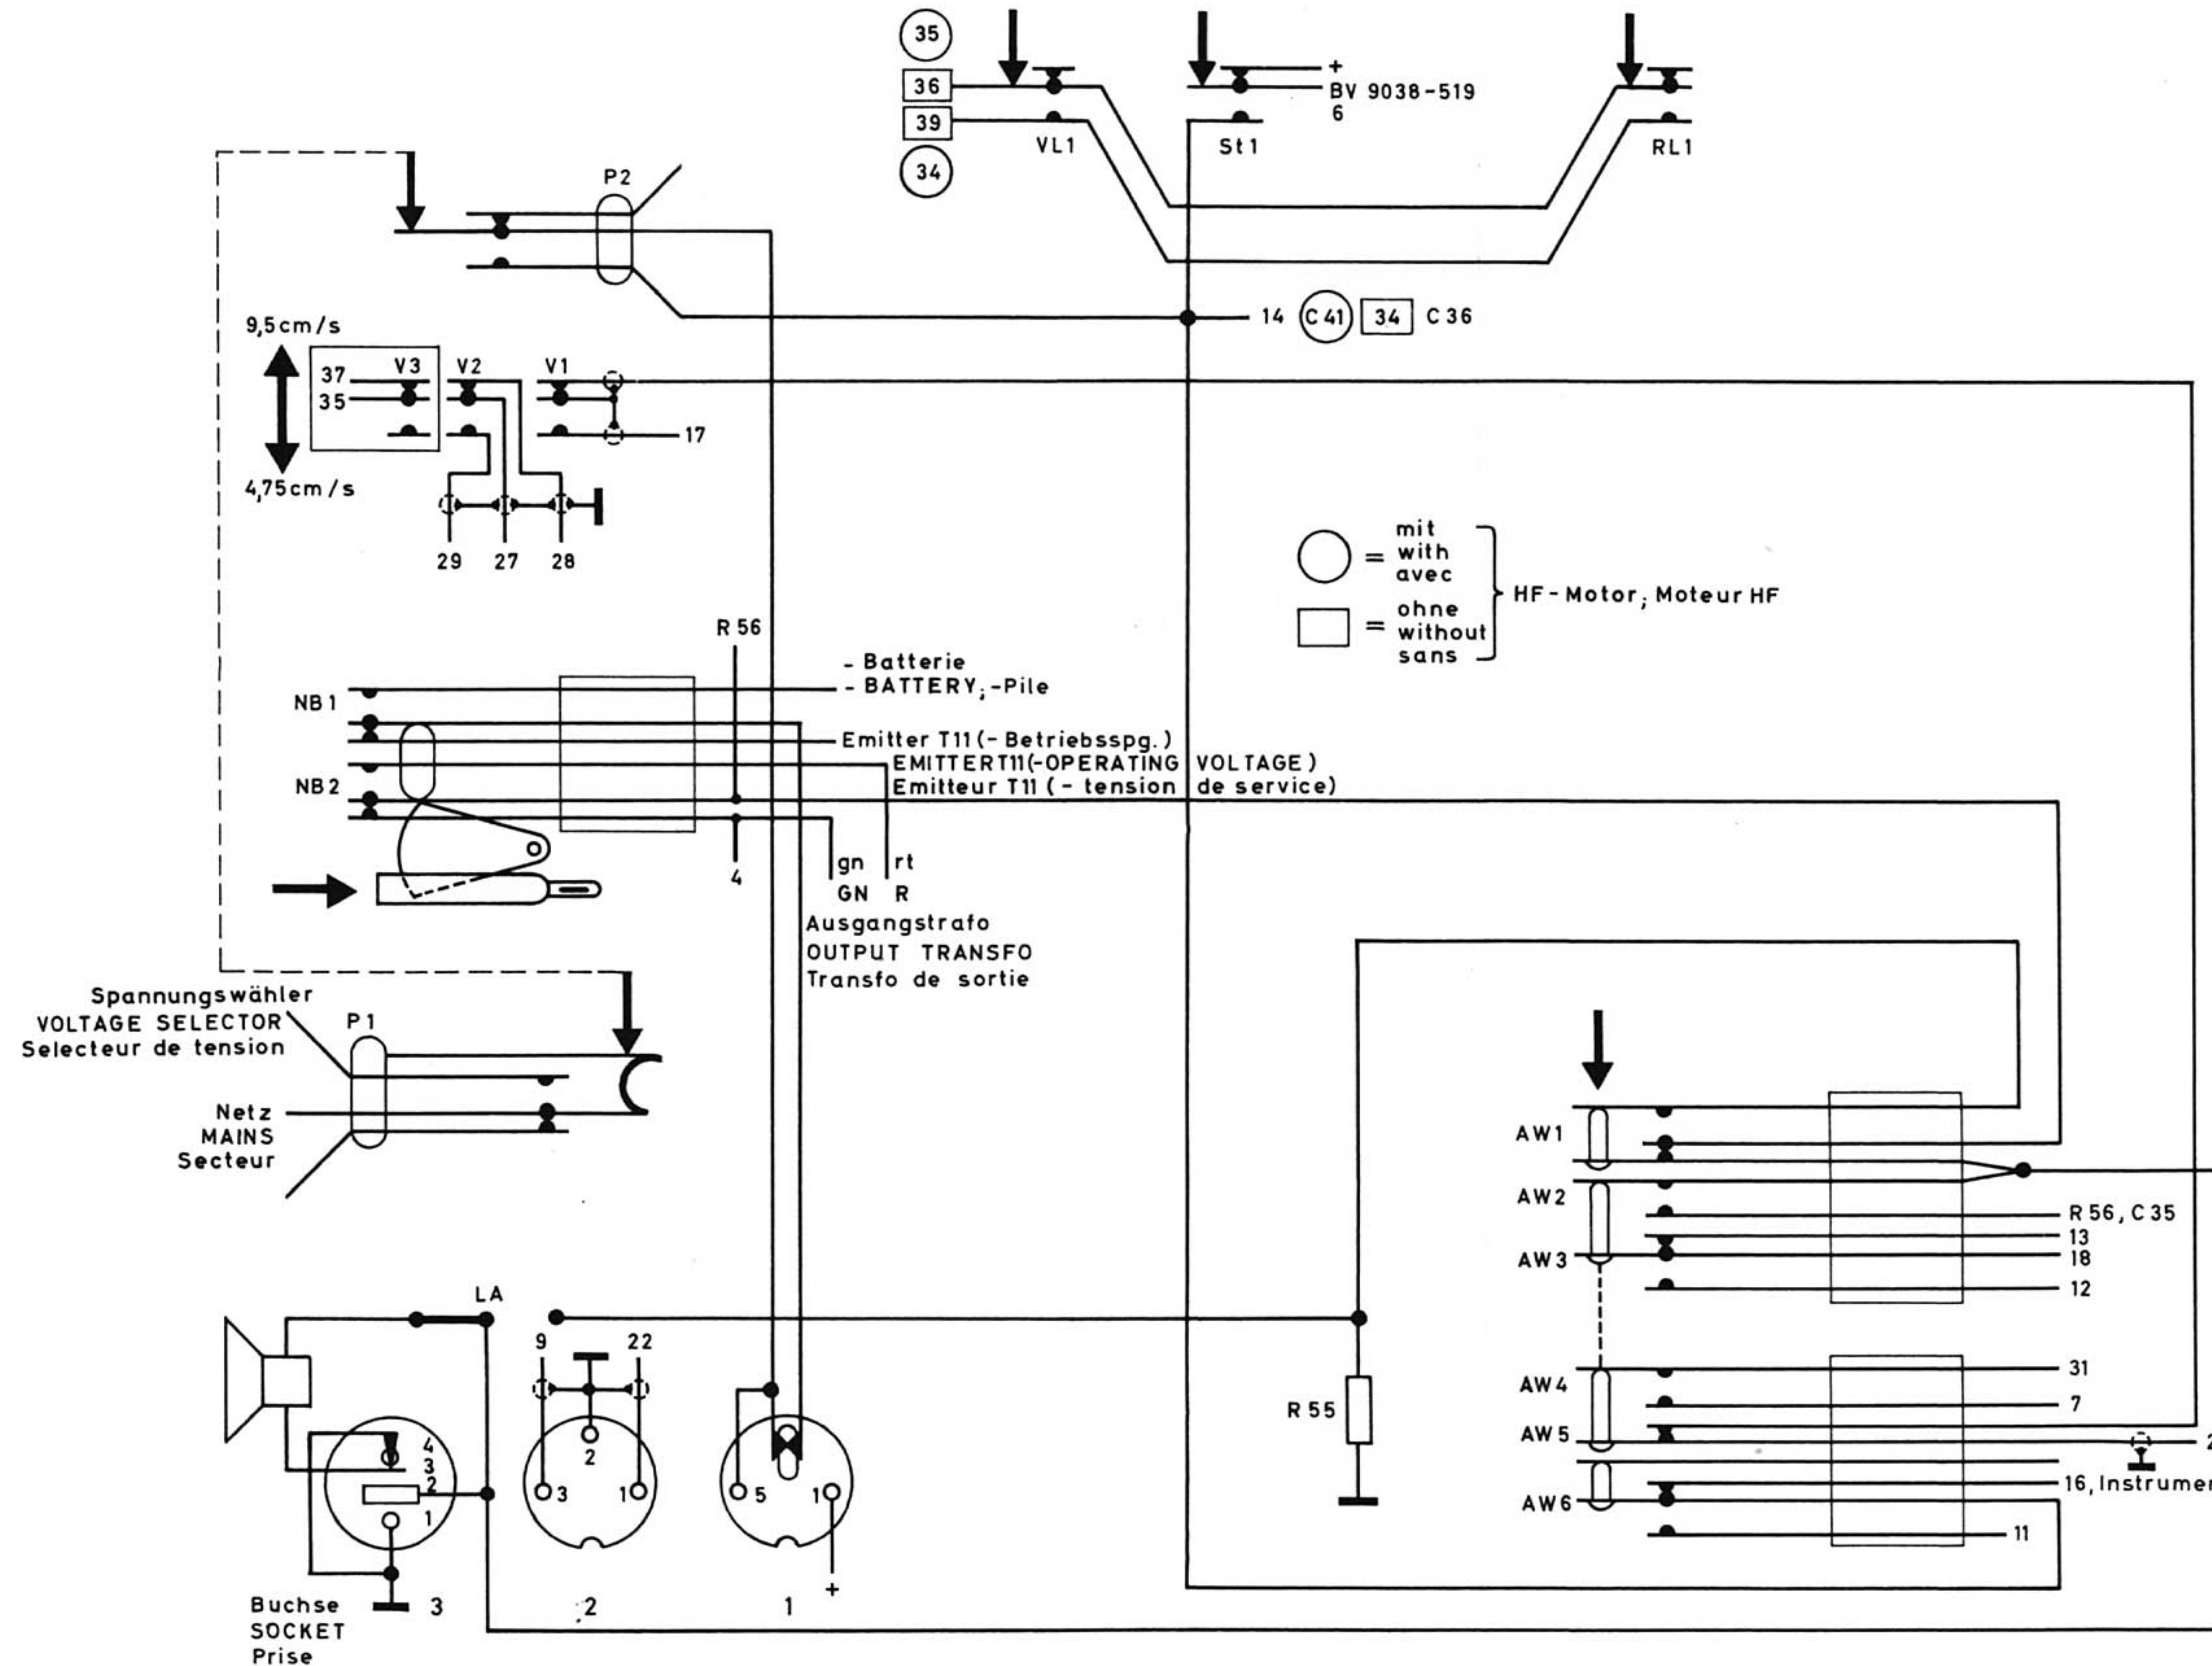 35
36
39
34
VL1
+
BV 9038-519
6
St1
RL1
P2
14 C41 34 C36
9,5cm/s
37 V3 V2 V1
35
17
4,75cm/s
29 27 28
mit
= with
avec
ohne
= without
sans
HF-Motor; Moteur HF
R 56
- Batterie
- BATTERY; -Pile
NB1
Emitter T11 (-Betriebsspg.)
EMITTERT11(-OPERATING VOLTAGE)
Emitteur T11 (- tension de service)
NB2
4
gn rt
GN R
Ausgangstrafo
OUTPUT TRANSFO
Transfo de sortie
Spannungswähler
VOLTAGE SELECTOR
Selecteur de tension
P1
Netz
MAINS
Secteur
AW1
AW2
R 56, C 35
13
AW3
18
12
LA
9 22
31
AW4
7
R 55
AW5
2
4
3
2
1
2
3 1
5 1
16, Instrumen
AW6
11
+
Buchse
SOCKET
Prise
3 2 1